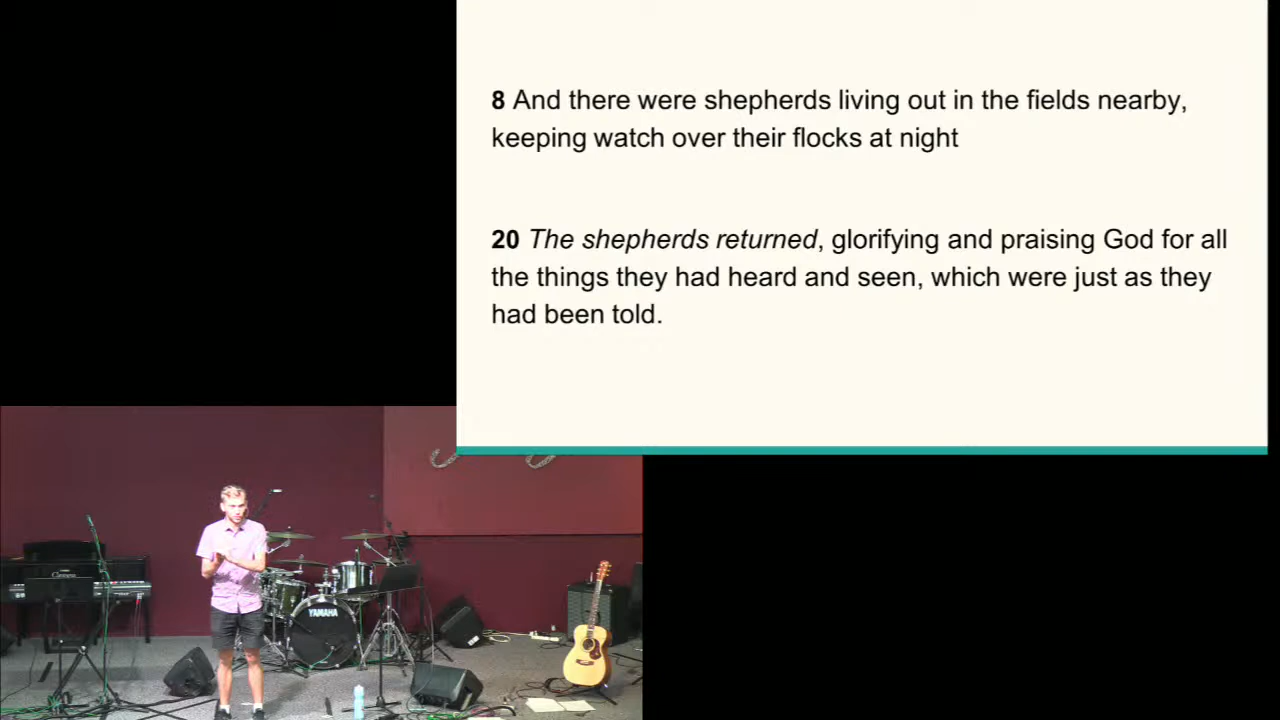 8 And there were shepherds living out in the fields nearby,
keeping watch over their flocks at night
20 The shepherds returned, glorifying and praising God for all
the things they had heard and seen, which were just as they
had been told.
YAMAHA